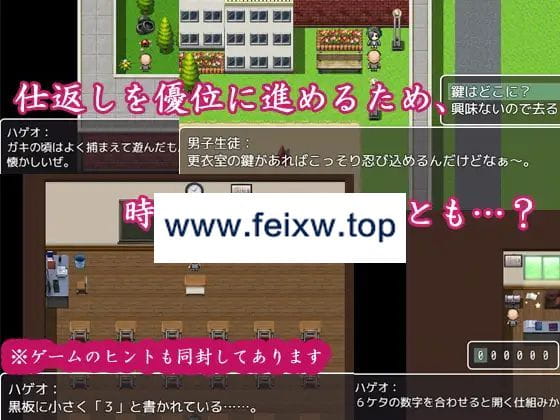 仕返しを優位に進めるため、
鍵はどこに？
興味ないので去る
ハゲオ：
ガキの頃はよく捕まえて遊んだも
懐かしいぜ。
男子生徒：
更衣室の鍵があればこっそり忍び込めるんだけどなぁ～。
時
とも…？
www.feixw.top
※ゲームのヒントも同封してあります
000000
ハゲオ：
黒板に小さく「３」と書かれている……。
ハゲオ：
６ケタの数字を合わせると開く仕組みか